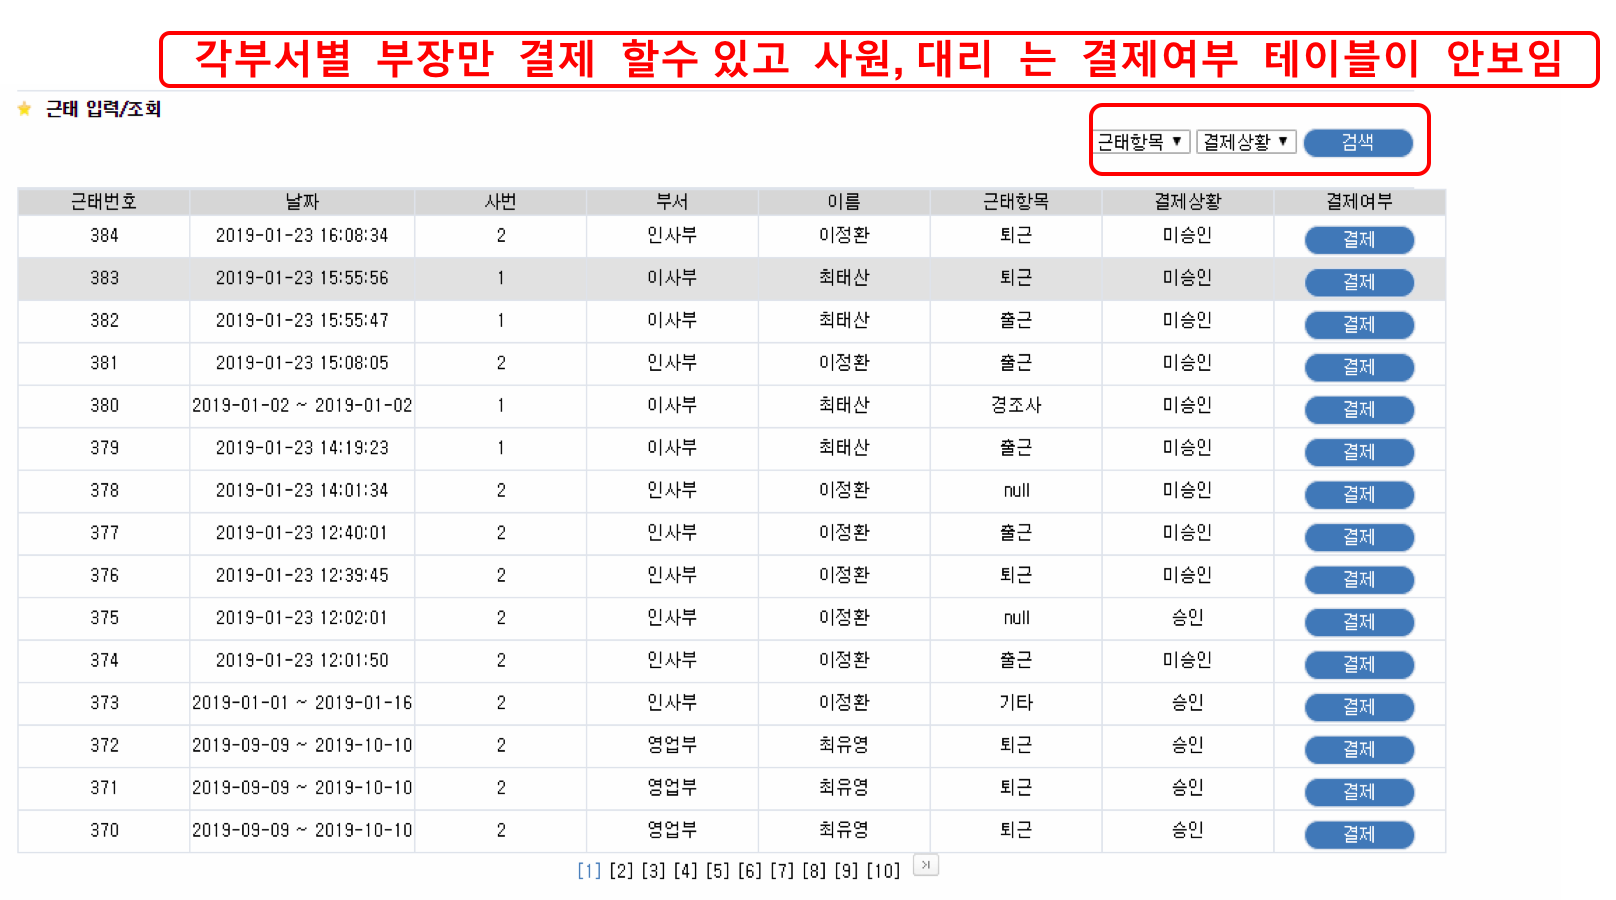 각부서별 부장만 결제 할수 있고 사원, 대리 는 결제여부 테이블이 안보임
근태 입력/조회
근태항목 ▼ 결제상황 ▼ 검색
근태번호 날짜 사번 부서 이름 근태항목 결제상황 결제여부
384 2019-01-23 16:08:34 2 인사부 이정환 퇴근 미승인 결제
383 2019-01-23 15:55:56 1 이사부 최태산 퇴근 미승인 결제
382 2019-01-23 15:55:47 1 이사부 최태산 출근 미승인 결제
381 2019-01-23 15:08:05 2 인사부 이정환 출근 미승인 결제
380 2019-01-02 ~ 2019-01-02 1 이사부 최태산 경조사 미승인 결제
379 2019-01-23 14:19:23 1 이사부 최태산 출근 미승인 결제
378 2019-01-23 14:01:34 2 인사부 이정환 null 미승인 결제
377 2019-01-23 12:40:01 2 인사부 이정환 출근 미승인 결제
376 2019-01-23 12:39:45 2 인사부 이정환 퇴근 미승인 결제
375 2019-01-23 12:02:01 2 인사부 이정환 null 승인 결제
374 2019-01-23 12:01:50 2 인사부 이정환 출근 미승인 결제
373 2019-01-01 ~ 2019-01-16 2 인사부 이정환 기타 승인 결제
372 2019-09-09 ~ 2019-10-10 2 영업부 최유영 퇴근 승인 결제
371 2019-09-09 ~ 2019-10-10 2 영업부 최유영 퇴근 승인 결제
370 2019-09-09 ~ 2019-10-10 2 영업부 최유영 퇴근 승인 결제
[1] [2] [3] [4] [5] [6] [7] [8] [9] [10]